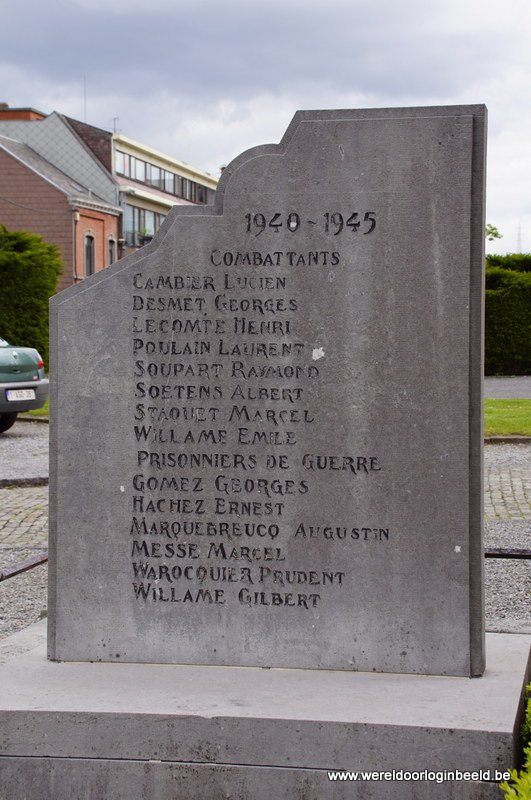 1940 - 1945
COMBATTANTS
CAMBIER LUCIEN
DESMET GEORGES
LECOMTE HENRI
POULAIN LAURENT
SOUPART RAYMOND
SOETENS ALBERT
STAQUET MARCEL
WILLAME EMILE
PRISONNIERS DE GUERRE
GOMEZ GEORGES
HACHEZ ERNEST
MARQUEBREUCQ AUGUSTIN
MESSE MARCEL
WAROCQUIER PRUDENT
WILLAME GILBERT
www.wereldoorloginbeeld.be